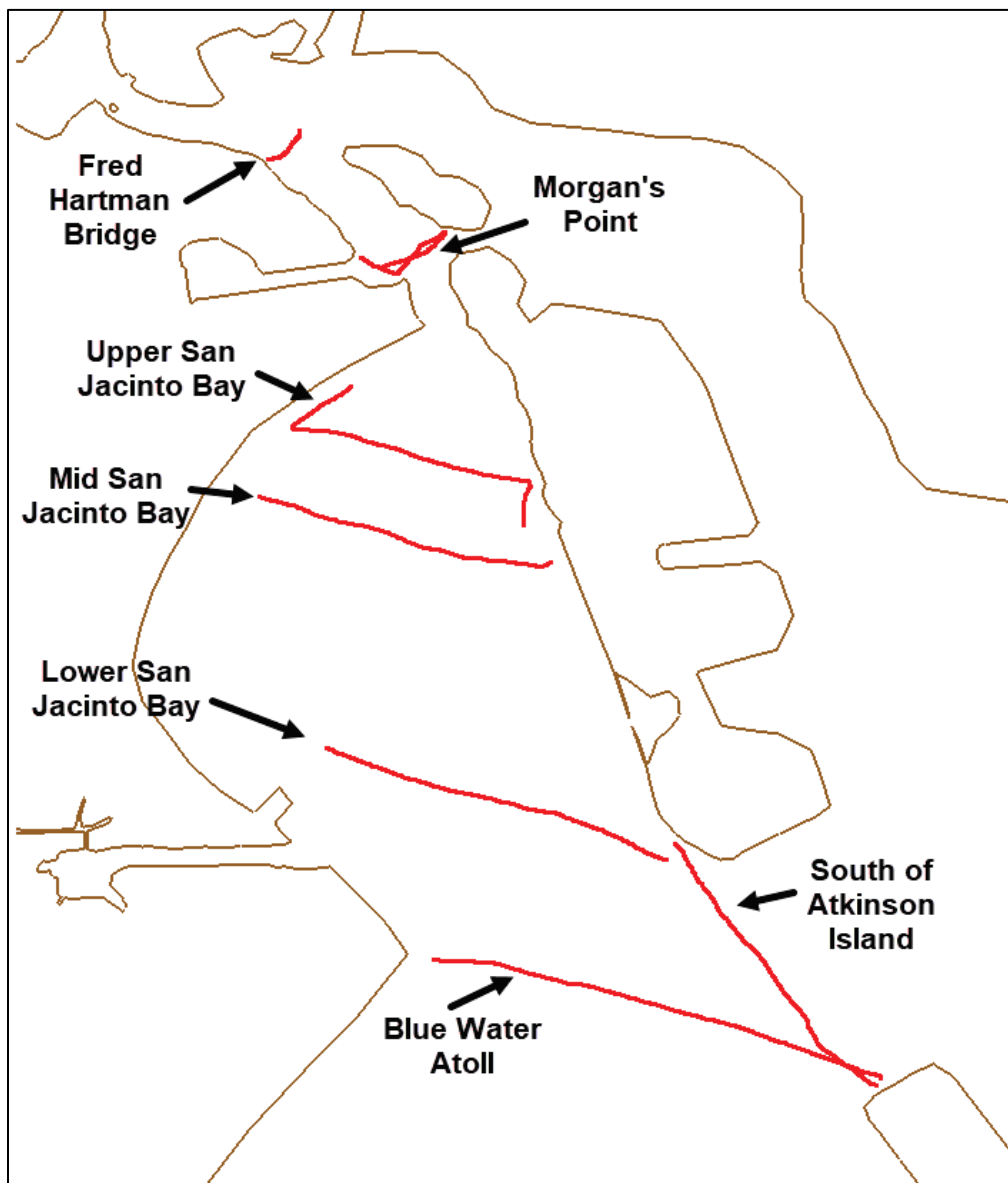 Fred
Hartman
Bridge
Morgan's
Point
Upper San
Jacinto Bay
Mid San
Jacinto Bay
Lower San
Jacinto Bay
South of
Atkinson
Island
Blue Water
Atoll